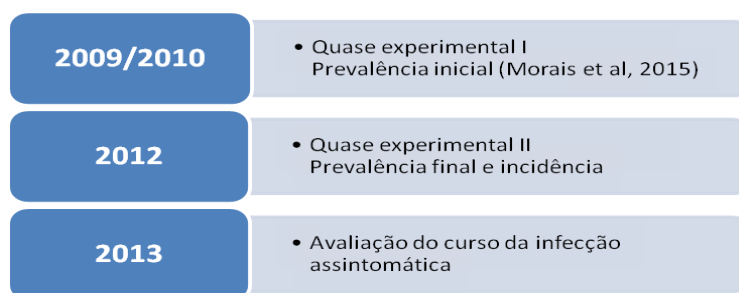 2009/2010
• Quase experimental I
Prevalência inicial (Morais et al, 2015)
2012
• Quase experimental II
Prevalência final e incidência
2013
• Avaliação do curso da infecção
assintomática